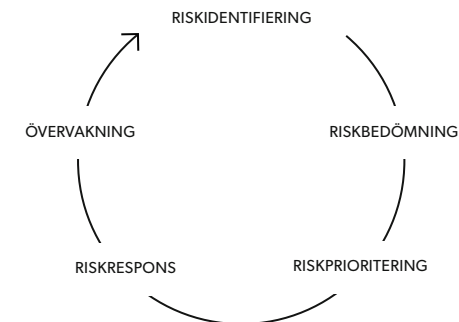 RISKIDENTIFIERING
RISKBEDÖMNING
RISKPRIORITERING
RISKRESPONS
ÖVERVAKNING